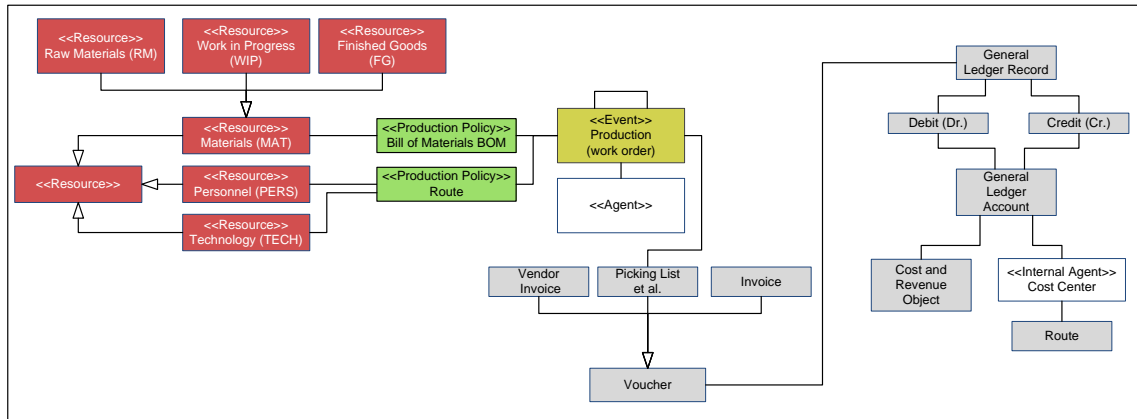 <<Resource>>
Raw Materials (RM)
<<Resource>>
Work in Progress
(WIP)
<<Resource>>
Finished Goods
(FG)
<<Resource>>
Materials (MAT)
<<Production Policy>>
Bill of Materials BOM
<<Event>>
Production
(work order)
<<Resource>>
<<Resource>>
Personnel (PERS)
<<Production Policy>>
Route
<<Agent>>
<<Resource>>
Technology (TECH)
Vendor
Invoice
Picking List
et al.
Invoice
Voucher
General
Ledger Record
Debit (Dr.)
Credit (Cr.)
General
Ledger
Account
Cost and
Revenue
Object
<<Internal Agent>>
Cost Center
Route